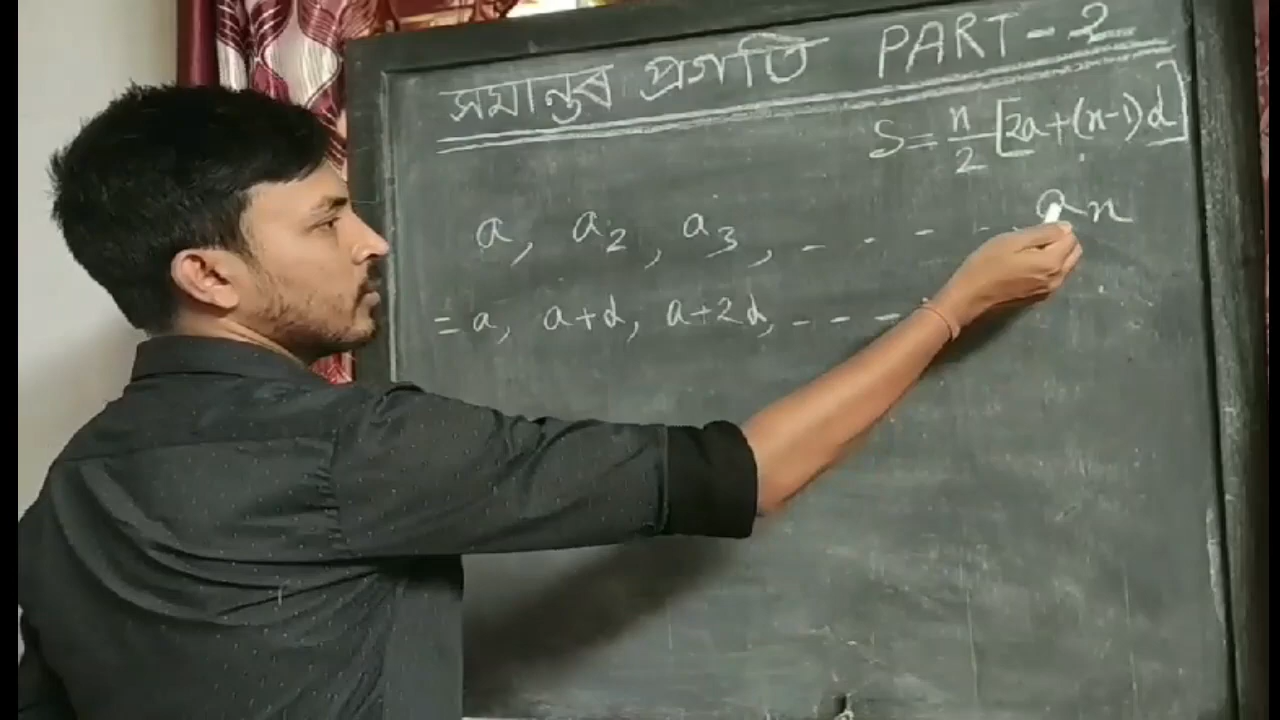 সমান্তৰ প্ৰগতি PART-2
S = n/2 [2a+(n-1)d]
a, a2, a3, - - - - - an
= a, a+d, a+2d, - - - -